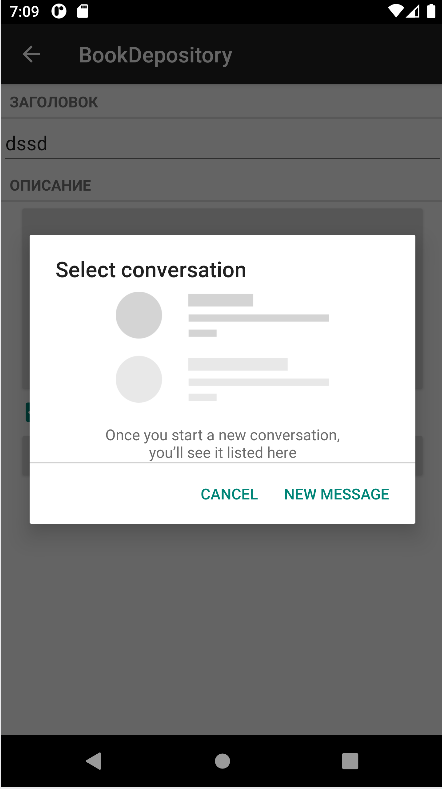 7:09
BookDepository
ЗАГОЛОВОК
dssd
ОПИСАНИЕ
Select conversation
Once you start a new conversation,
you'll see it listed here
CANCEL
NEW MESSAGE